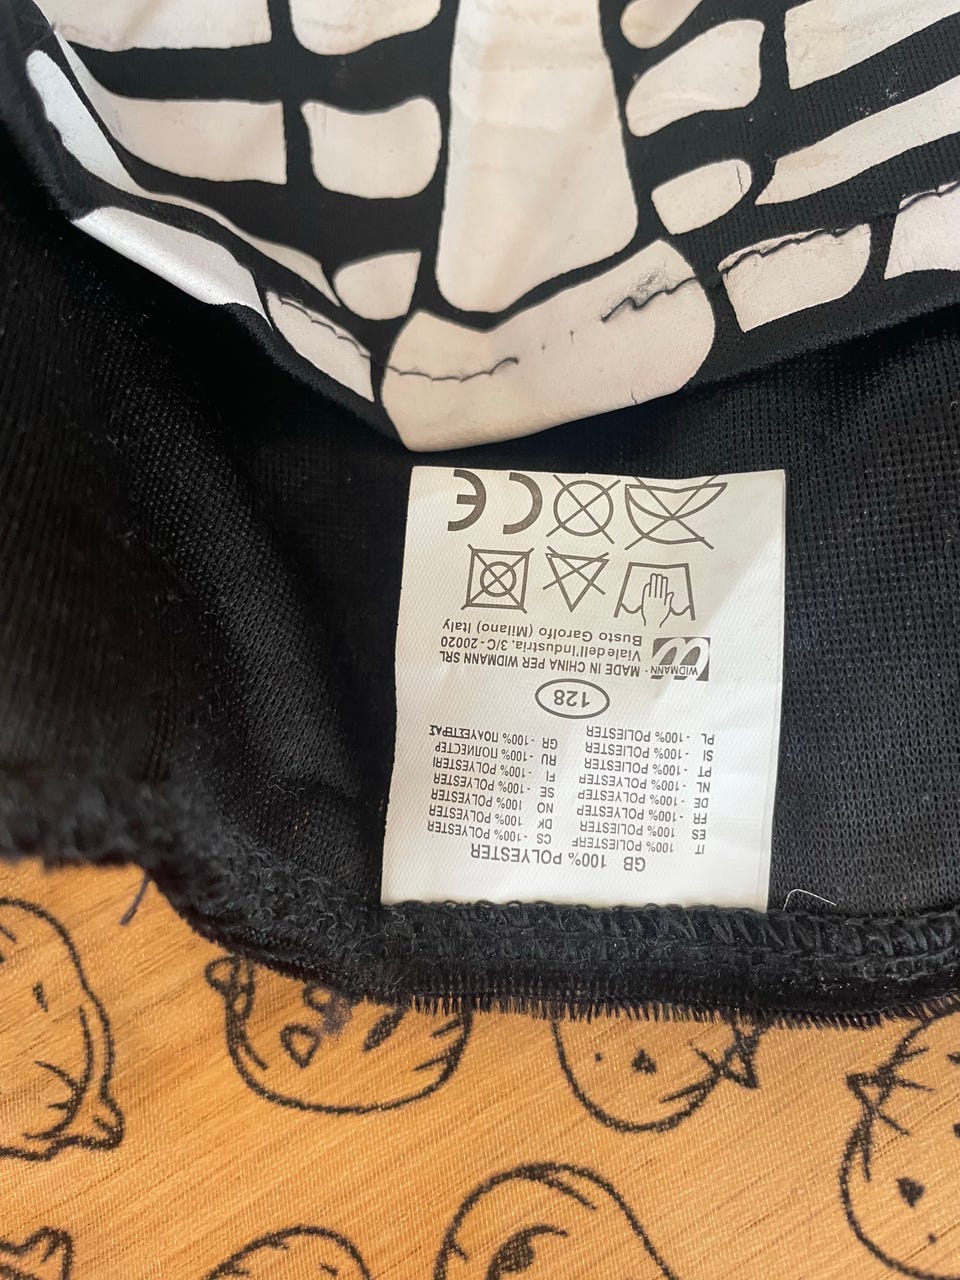 GB 100% POLYESTER
IT - 100% POLIESTERE
ES - 100% POLIÉSTER
FR - 100% POLYESTER
DE - 100% POLYESTER
NL - 100% POLYESTER
PT - 100% POLIESTER
SI - 100% POLIESTER
PL - 100% POLIESTER
CS - 100% POLYESTER
DK 100% POLYESTER
NO 100% POLYESTER
SE - 100% POLYESTER
FI - 100% POLYESTERI
RU - 100% ПОЛИЕСТЕР
GR - 100% ΠΟΛΥΕΣΤΕΡΑΣ
128
WIDMANN
MADE IN CHINA PER WIDMANN SRL
Viale dell'Industria, 3/C - 20020
Busto Garolfo (Milano) Italy
CE